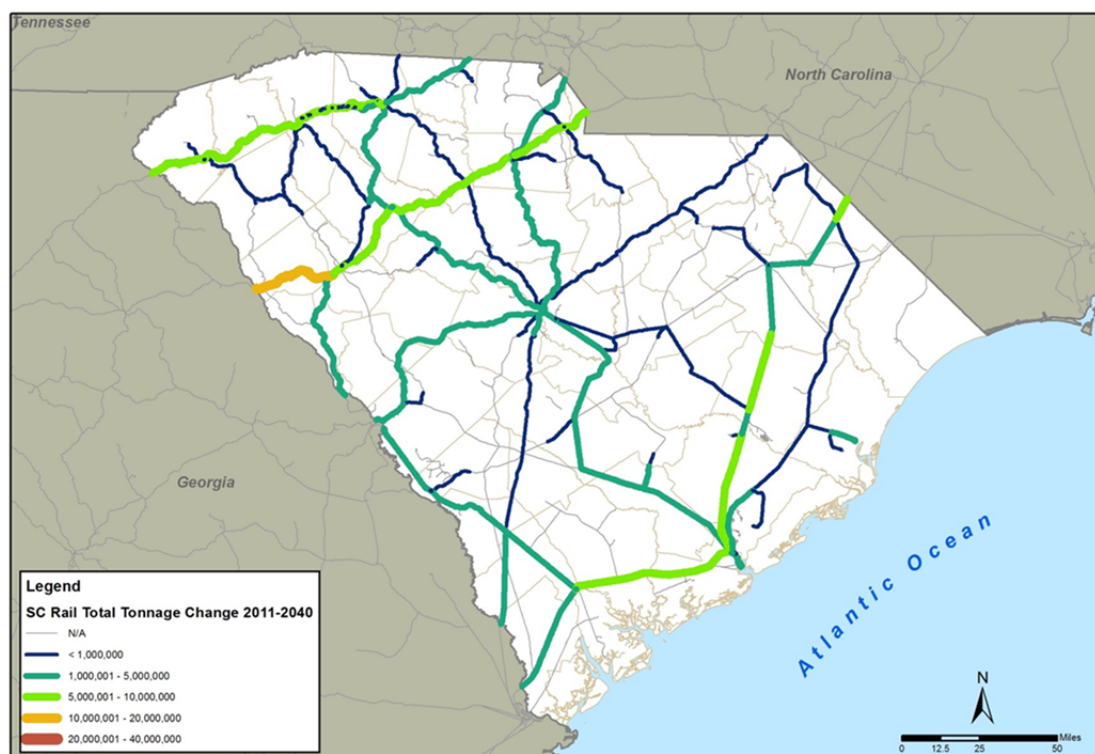 Tennessee
North Carolina
Georgia
Atlantic Ocean
Legend
SC Rail Total Tonnage Change 2011-2040
N/A
< 1,000,000
1,000,001 - 5,000,000
5,000,001 - 10,000,000
10,000,001 - 20,000,000
20,000,001 - 40,000,000
N
Miles
0 12.5 25 50